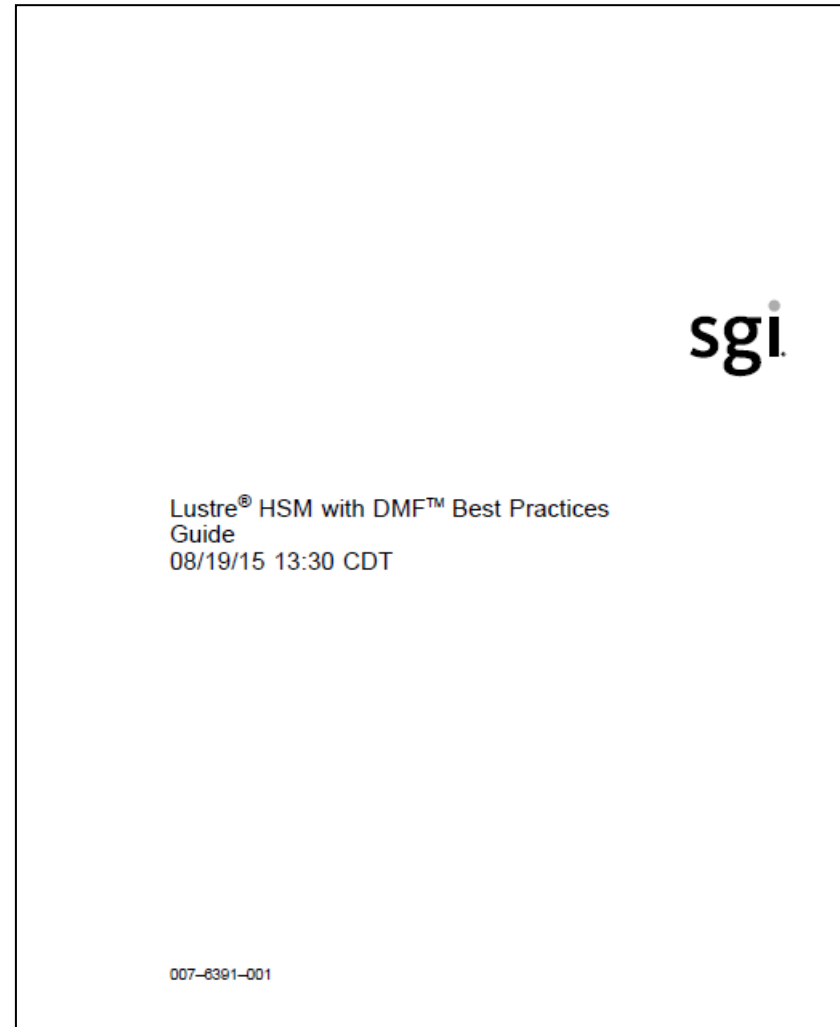 sgi.
Lustre® HSM with DMF™ Best Practices
Guide
08/19/15 13:30 CDT
007–6391–001